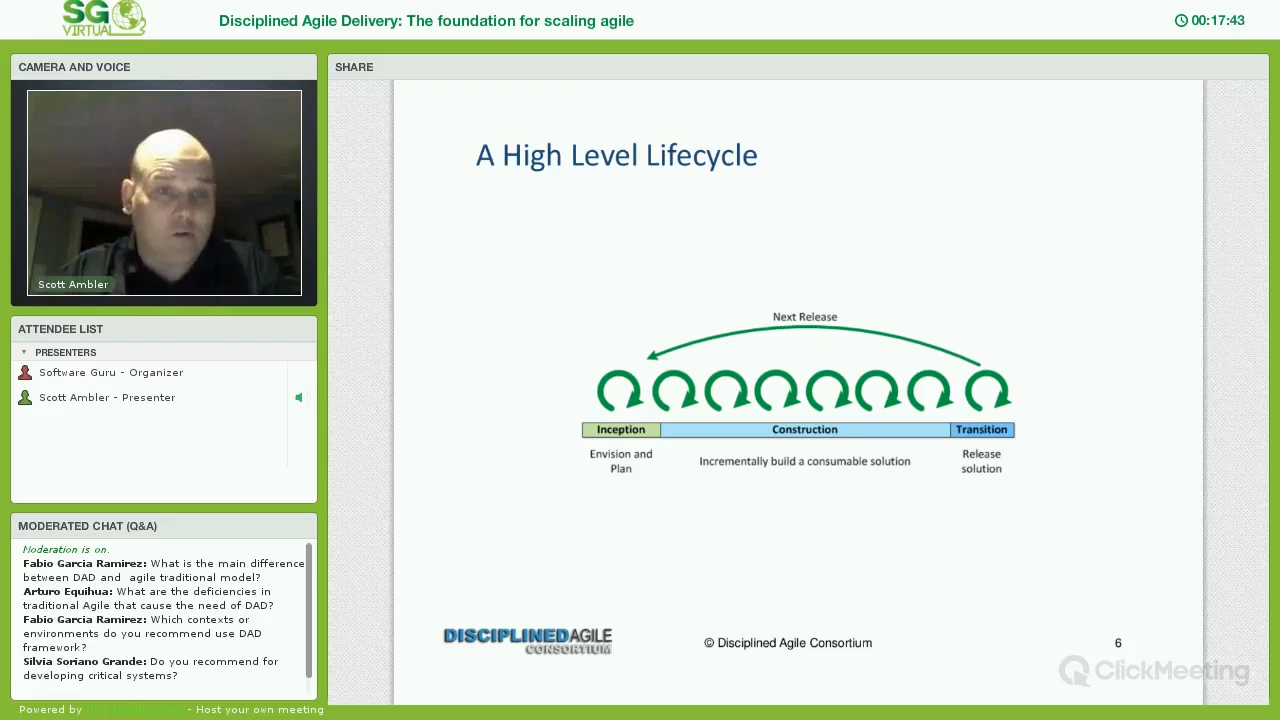 SG
VIRTUAL
Disciplined Agile Delivery: The foundation for scaling agile
00:17:43
CAMERA AND VOICE
Scott Ambler
ATTENDEE LIST
PRESENTERS
Software Guru - Organizer
Scott Ambler - Presenter
MODERATED CHAT (Q&A)
Moderation is on.
Fabio Garcia Ramirez: What is the main difference
between DAD and agile traditional model?
Arturo Equihua: What are the deficiencies in
traditional Agile that cause the need of DAD?
Fabio Garcia Ramirez: Which contexts or
environments do you recommend use DAD
framework?
Silvia Soriano Grande: Do you recommend for
developing critical systems?
Powered by - Host your own meeting
SHARE
A High Level Lifecycle
Next Release
Inception Construction Transition
Envision and
Plan
Incrementally build a consumable solution
Release
solution
DISCIPLINED AGILE
CONSORTIUM
© Disciplined Agile Consortium
6
ClickMeeting